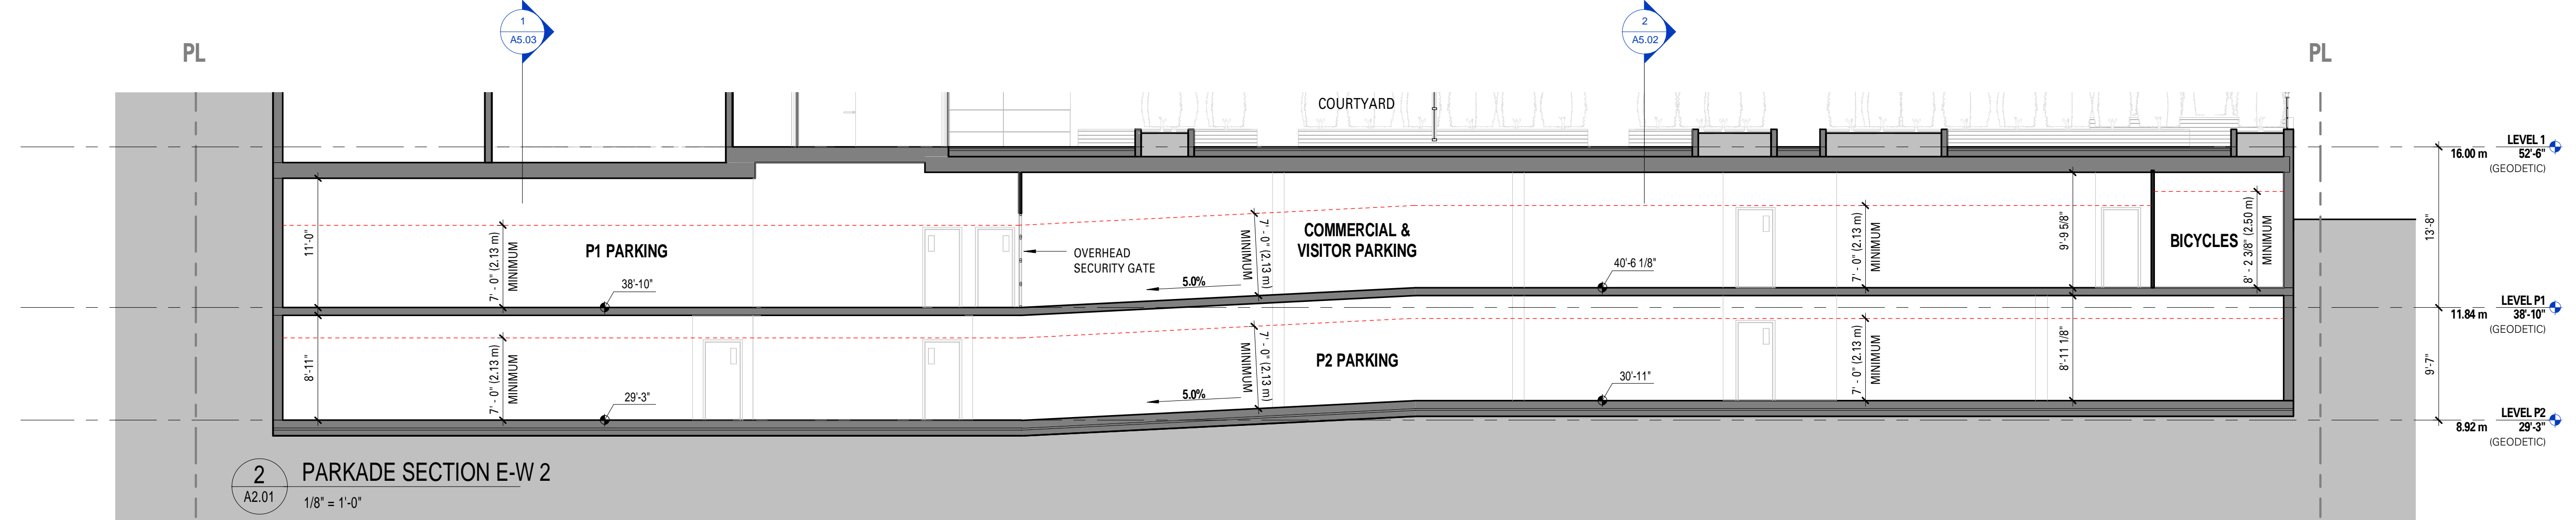 1
A5.03
2
A5.02
PL
PL
COURTYARD
LEVEL 1
16.00 m 52'-6"
(GEODETIC)
11'-0"
7' - 0" (2.13 m)
MINIMUM
P1 PARKING
38'-10"
OVERHEAD
SECURITY GATE
5.0%
7' - 0" (2.13 m)
MINIMUM
COMMERCIAL &
VISITOR PARKING
40'-6 1/8"
7' - 0" (2.13 m)
MINIMUM
9'-9 5/8"
BICYCLES
8' - 2 3/8" (2.50 m)
MINIMUM
13'-8"
LEVEL P1
11.84 m 38'-10"
(GEODETIC)
8'-11"
7' - 0" (2.13 m)
MINIMUM
29'-3"
5.0%
7' - 0" (2.13 m)
MINIMUM
P2 PARKING
30'-11"
7' - 0" (2.13 m)
MINIMUM
8'-11 1/8"
9'-7"
LEVEL P2
8.92 m 29'-3"
(GEODETIC)
2
A2.01
PARKADE SECTION E-W 2
1/8" = 1'-0"